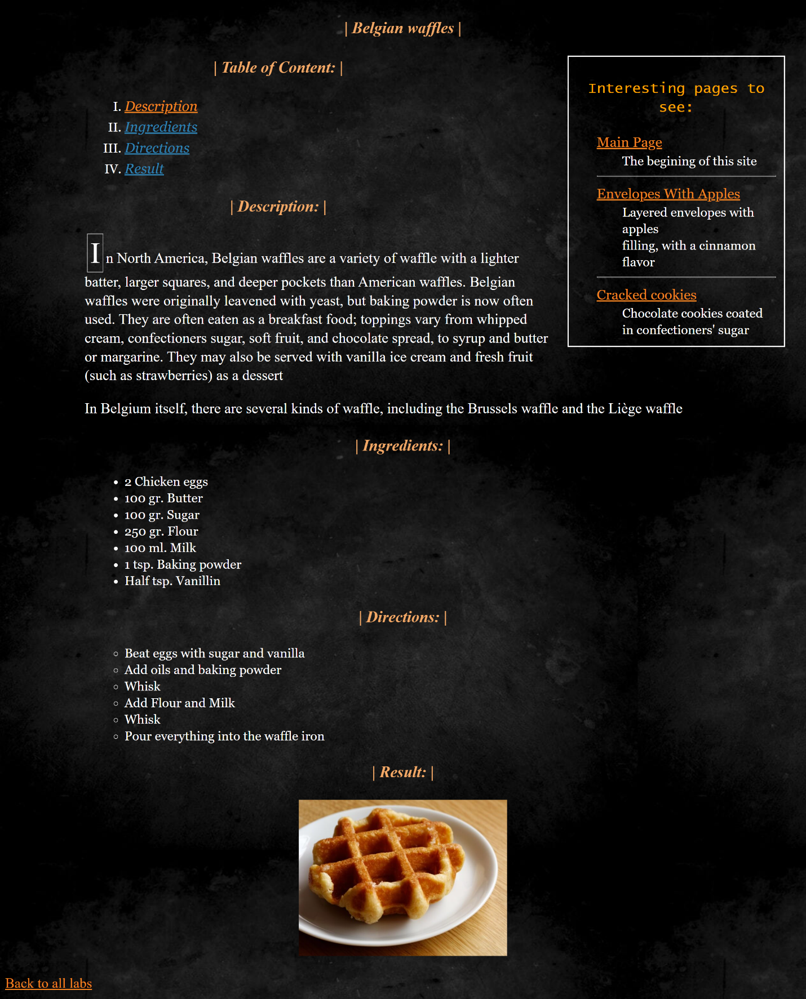 | Belgian waffles |
| Table of Content: |
I. Description
II. Ingredients
III. Directions
IV. Result
Interesting pages to
see:
Main Page
The begining of this site
Envelopes With Apples
Layered envelopes with
apples
filling, with a cinnamon
flavor
Cracked cookies
Chocolate cookies coated
in confectioners' sugar
| Description: |
In North America, Belgian waffles are a variety of waffle with a lighter
batter, larger squares, and deeper pockets than American waffles. Belgian
waffles were originally leavened with yeast, but baking powder is now often
used. They are often eaten as a breakfast food; toppings vary from whipped
cream, confectioners sugar, soft fruit, and chocolate spread, to syrup and butter
or margarine. They may also be served with vanilla ice cream and fresh fruit
(such as strawberries) as a dessert
In Belgium itself, there are several kinds of waffle, including the Brussels waffle and the Liège waffle
| Ingredients: |
• 2 Chicken eggs
• 100 gr. Butter
• 100 gr. Sugar
• 250 gr. Flour
• 100 ml. Milk
• 1 tsp. Baking powder
• Half tsp. Vanillin
| Directions: |
◦ Beat eggs with sugar and vanilla
◦ Add oils and baking powder
◦ Whisk
◦ Add Flour and Milk
◦ Whisk
◦ Pour everything into the waffle iron
| Result: |
Back to all labs